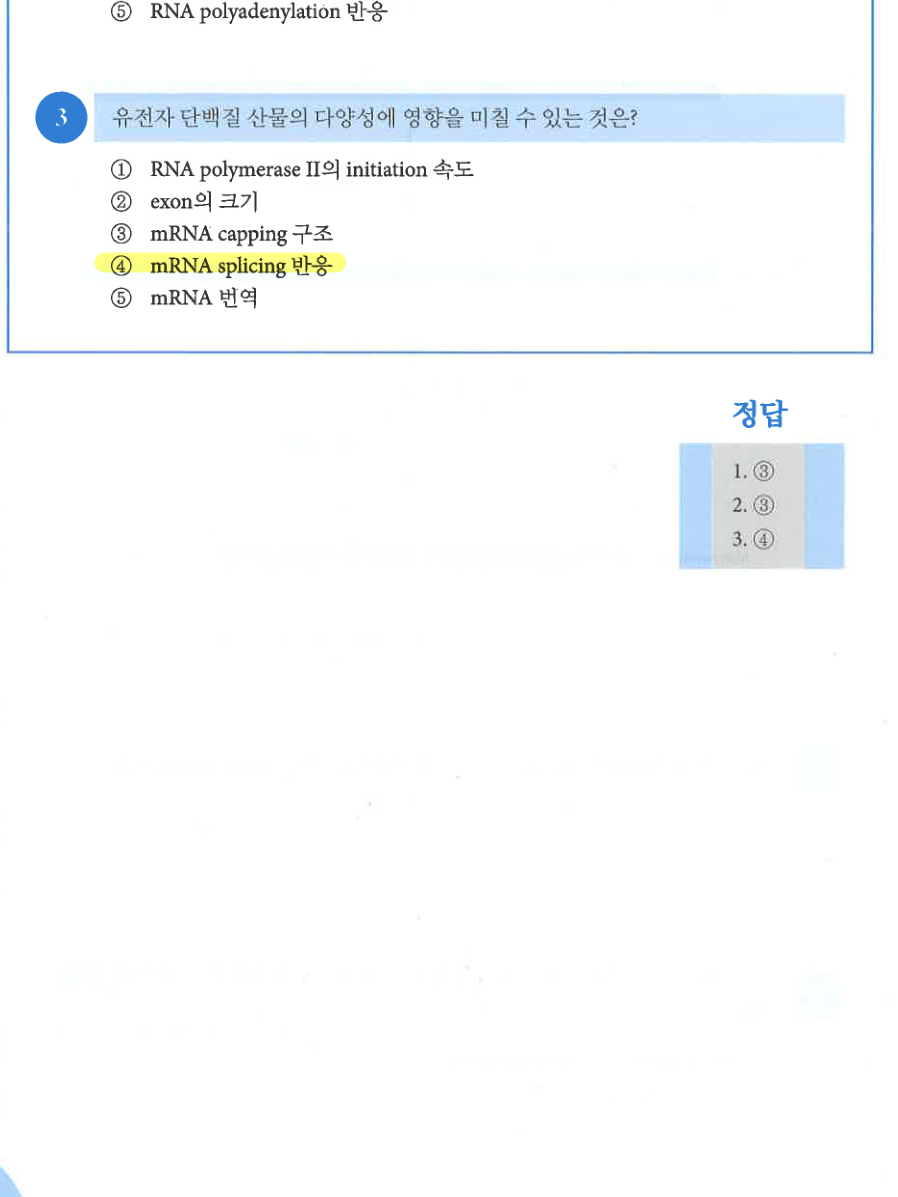 ⑤ RNA polyadenylation 반응
3 유전자 단백질 산물의 다양성에 영향을 미칠 수 있는 것은?
① RNA polymerase II의 initiation 속도
② exon의 크기
③ mRNA capping 구조
④ mRNA splicing 반응
⑤ mRNA 번역
정답
1. ③
2. ③
3. ④